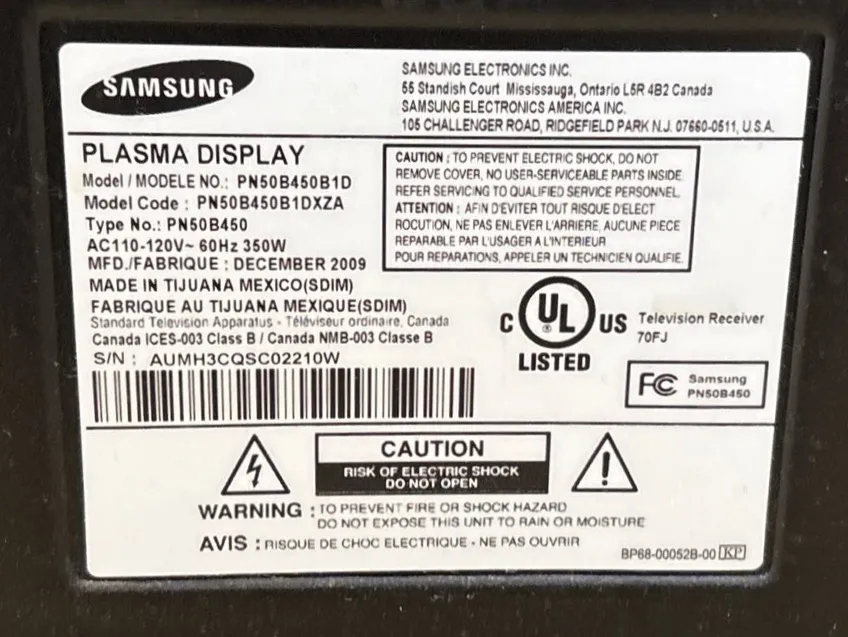 SAMSUNG
SAMSUNG ELECTRONICS INC.
55 Standish Court Mississauga, Ontario L5R 4B2 Canada
SAMSUNG ELECTRONICS AMERICA INC.
105 CHALLENGER ROAD, RIDGEFIELD PARK N.J. 07660-0511, U.S.A.
PLASMA DISPLAY
Model / MODELE NO.: PN50B450B1D
Model Code : PN50B450B1DXZA
Type No.: PN50B450
AC110-120V~ 60Hz 350W
MFD./FABRIQUE : DECEMBER 2009
MADE IN TIJUANA MEXICO(SDIM)
FABRIQUE AU TIJUANA MEXIQUE(SDIM)
Standard Television Apparatus - Téléviseur ordinaire, Canada
Canada ICES-003 Class B / Canada NMB-003 Classe B
S/N : AUMH3CQSC02210W
CAUTION : TO PREVENT ELECTRIC SHOCK, DO NOT
REMOVE COVER, NO USER-SERVICEABLE PARTS INSIDE
REFER SERVICING TO QUALIFIED SERVICE PERSONNEL.
ATTENTION : AFIN D'EVITER TOUT RISQUE D'ELECT
ROCUTION, NE PAS ENLEVER L'ARRIERE, AUCUNE PIECE
REPARABLE PAR L'USAGER A L'INTERIEUR
POUR REPARATIONS, APPELER UN TECHNICIEN QUALIFIE.
C UL US
LISTED
Television Receiver
70FJ
FC Samsung
PN50B450
CAUTION
RISK OF ELECTRIC SHOCK
DO NOT OPEN
WARNING : TO PREVENT FIRE OR SHOCK HAZARD
DO NOT EXPOSE THIS UNIT TO RAIN OR MOISTURE
AVIS : RISQUE DE CHOC ELECTRIQUE - NE PAS OUVRIR
BP68-00052B-00 KP